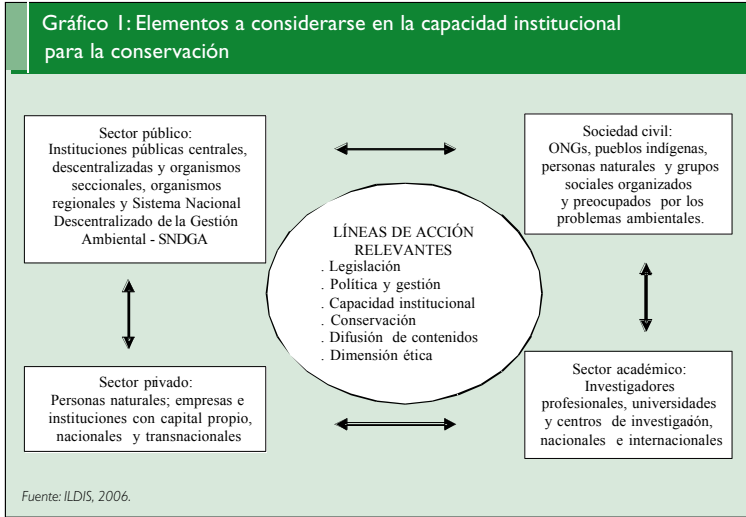 Gráfico 1: Elementos a considerarse en la capacidad institucional
para la conservación
Sector público:
Instituciones públicas centrales,
descentralizadas y organismos
seccionales, organismos
regionales y Sistema Nacional
Descentralizado de la Gestión
Ambiental - SNDGA
Sociedad civil:
ONGs, pueblos indígenas,
personas naturales y grupos
sociales organizados
y preocupados por los
problemas ambientales.
LÍNEAS DE ACCIÓN
RELEVANTES
. Legislación
. Política y gestión
. Capacidad institucional
. Conservación
. Difusión de contenidos
. Dimensión ética
Sector privado:
Personas naturales; empresas e
instituciones con capital propio,
nacionales y transnacionales
Sector académico:
Investigadores
profesionales, universidades
y centros de investigación,
nacionales e internacionales
Fuente: ILDIS, 2006.